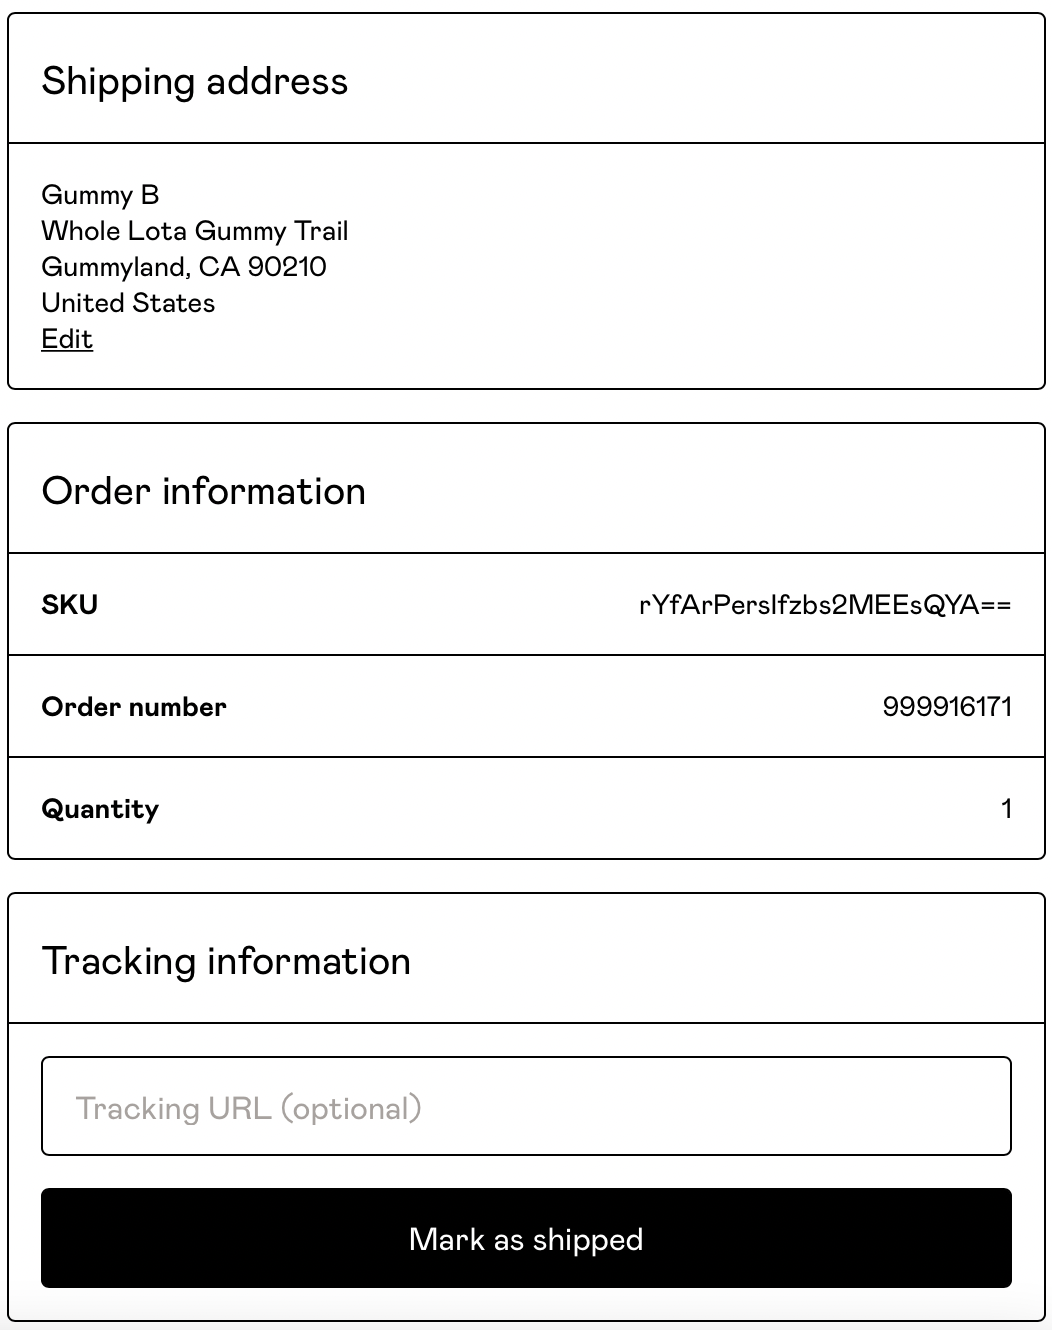 Shipping address
Gummy B
Whole Lota Gummy Trail
Gummyland, CA 90210
United States
Edit
Order information
SKU rYfArPersIfzbs2MEEsQYA==
Order number 999916171
Quantity 1
Tracking information
Tracking URL (optional)
Mark as shipped